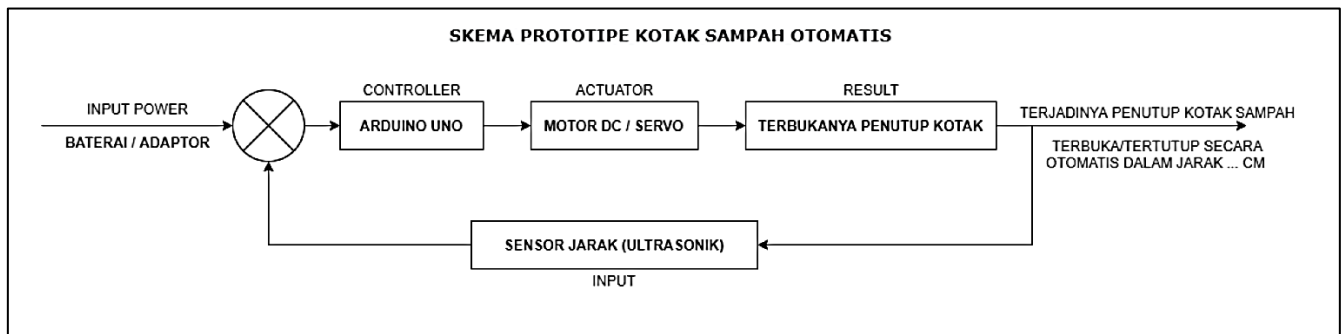 SKEMA PROTOTIPE KOTAK SAMPAH OTOMATIS
INPUT POWER
BATERAI / ADAPTOR
CONTROLLER
ARDUINO UNO
ACTUATOR
MOTOR DC / SERVO
RESULT
TERBUKANYA PENUTUP KOTAK
TERJADINYA PENUTUP KOTAK SAMPAH
TERBUKA/TERTUTUP SECARA
OTOMATIS DALAM JARAK ... CM
SENSOR JARAK (ULTRASONIK)
INPUT